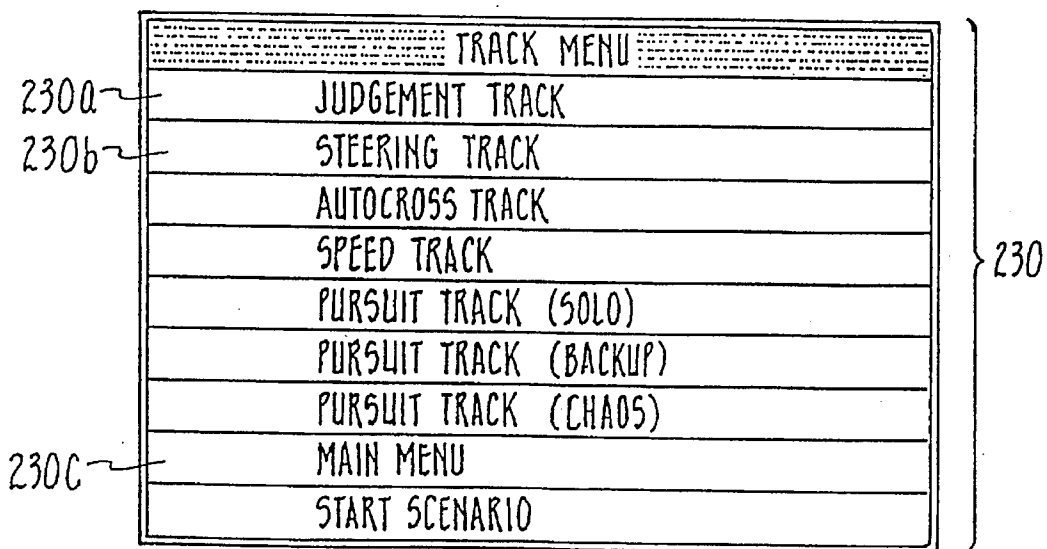 TRACK MENU
230a JUDGEMENT TRACK
230b STEERING TRACK
AUTOCROSS TRACK
SPEED TRACK
230
PURSUIT TRACK (SOLO)
PURSUIT TRACK (BACKUP)
PURSUIT TRACK (CHAOS)
230C MAIN MENU
START SCENARIO